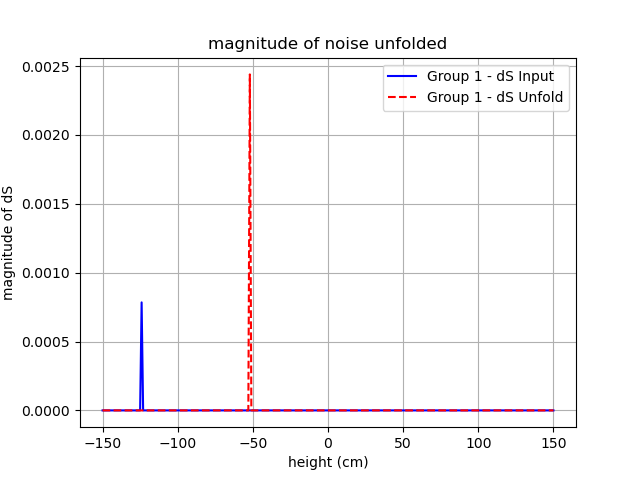 magnitude of noise unfolded
Group 1 - dS Input
Group 1 - dS Unfold
magnitude of dS
0.0025
0.0020
0.0015
0.0010
0.0005
0.0000
−150 −100 −50 0 50 100 150
height (cm)